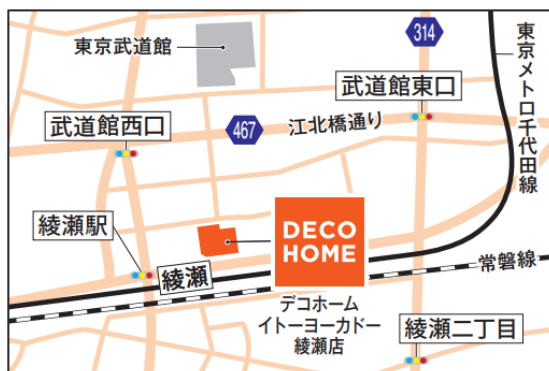 314
東京武道館
武道館東口
東京メトロ千代田線
武道館西口
467
江北橋通り
綾瀬駅
DECO
HOME
綾瀬
常磐線
デコホーム
イトーヨーカドー
綾瀬店
綾瀬二丁目